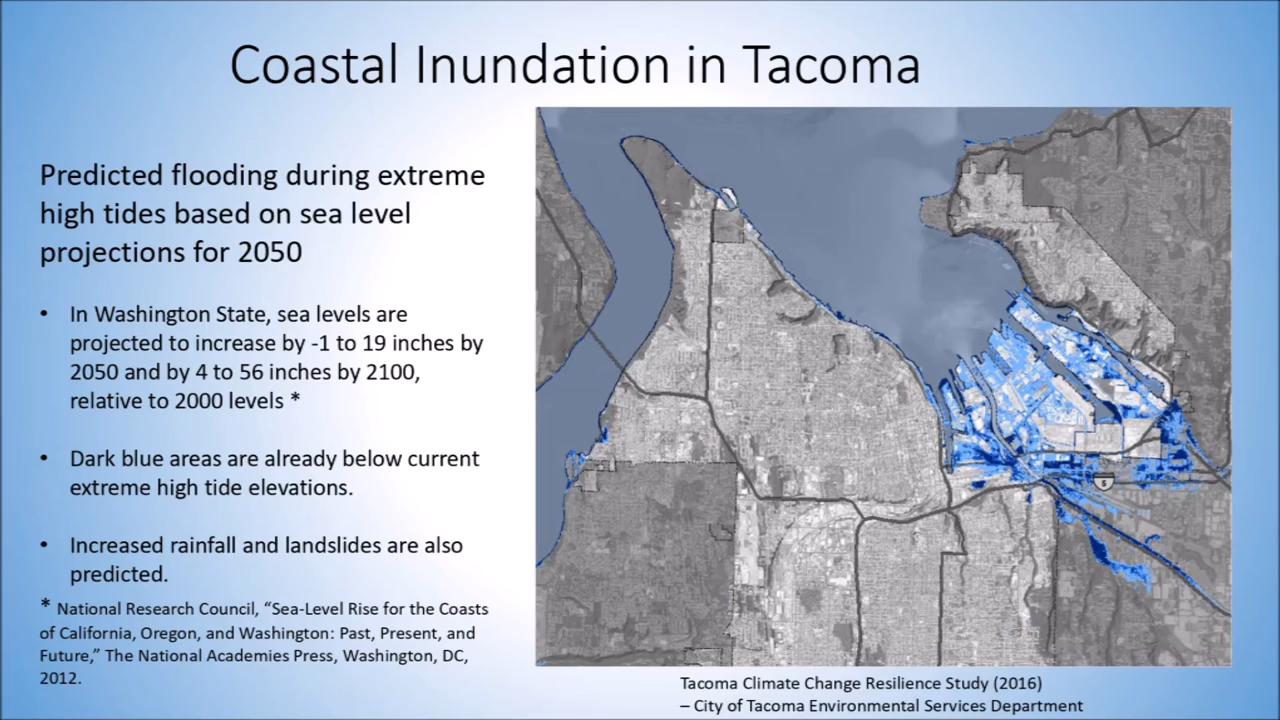 Coastal Inundation in Tacoma
Predicted flooding during extreme
high tides based on sea level
projections for 2050
• In Washington State, sea levels are
projected to increase by -1 to 19 inches by
2050 and by 4 to 56 inches by 2100,
relative to 2000 levels *
• Dark blue areas are already below current
extreme high tide elevations.
• Increased rainfall and landslides are also
predicted.
* National Research Council, “Sea-Level Rise for the Coasts
of California, Oregon, and Washington: Past, Present, and
Future,” The National Academies Press, Washington, DC,
2012.
5
Tacoma Climate Change Resilience Study (2016)
– City of Tacoma Environmental Services Department